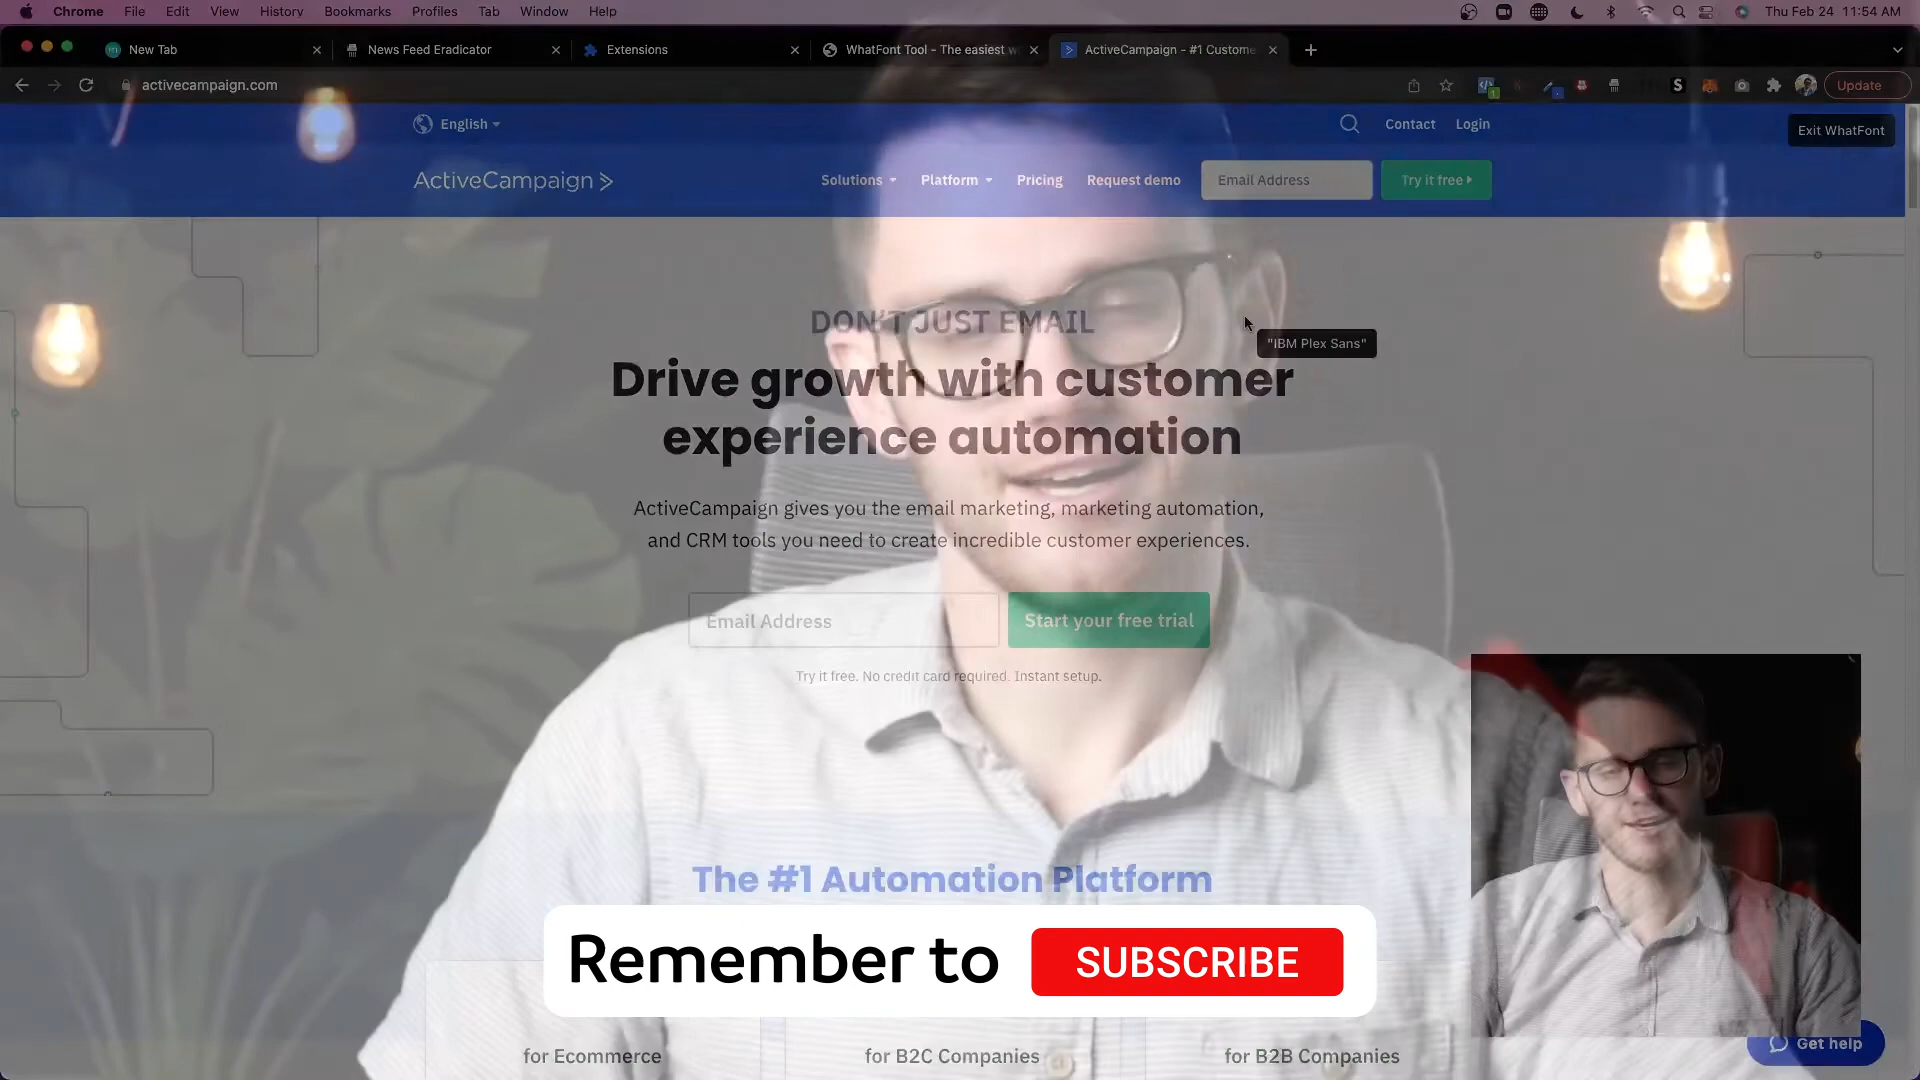 Chrome File Edit View History Bookmarks Profiles Tab Window Help Thu Feb 24 11:54 AM
New Tab News Feed Eradicator Extensions WhatFont Tool - The easiest w ActiveCampaign - #1 Custome
activecampaign.com Update
English Contact Login
Exit WhatFont
ActiveCampaign > Solutions Platform Pricing Request demo Email Address Try it free
DON'T JUST EMAIL
"IBM Plex Sans"
Drive growth with customer
experience automation
ActiveCampaign gives you the email marketing, marketing automation,
and CRM tools you need to create incredible customer experiences.
Email Address Start your free trial
Try it free. No credit card required. Instant setup.
The #1 Automation Platform
Remember to SUBSCRIBE
for Ecommerce for B2C Companies for B2B Companies
Get help